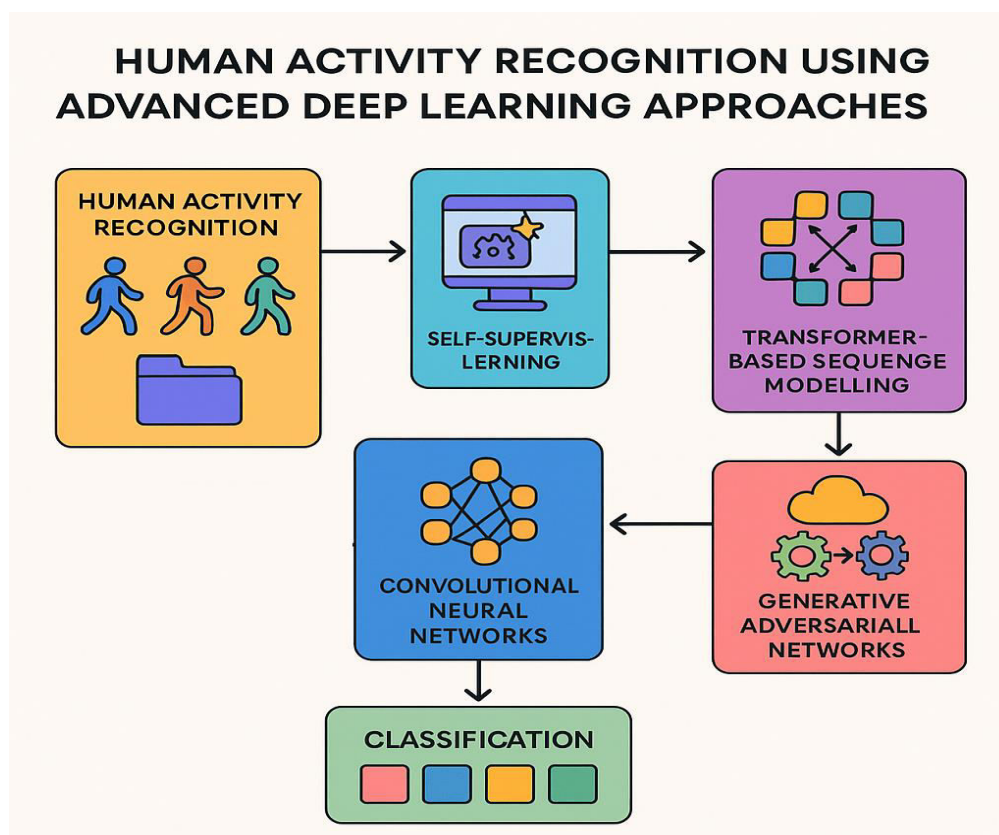 HUMAN ACTIVITY RECOGNITION USING
ADVANCED DEEP LEARNING APPROACHES
HUMAN ACTIVITY
RECOGNITION
SELF-SUPERVIS-
LERNING
TRANSFORMER-
BASED SEQUENGE
MODELLING
GENERATIVE
ADVERSARIALL
NETWORKS
CONVOLUTIONAL
NEURAL
NETWORKS
CLASSIFICATION